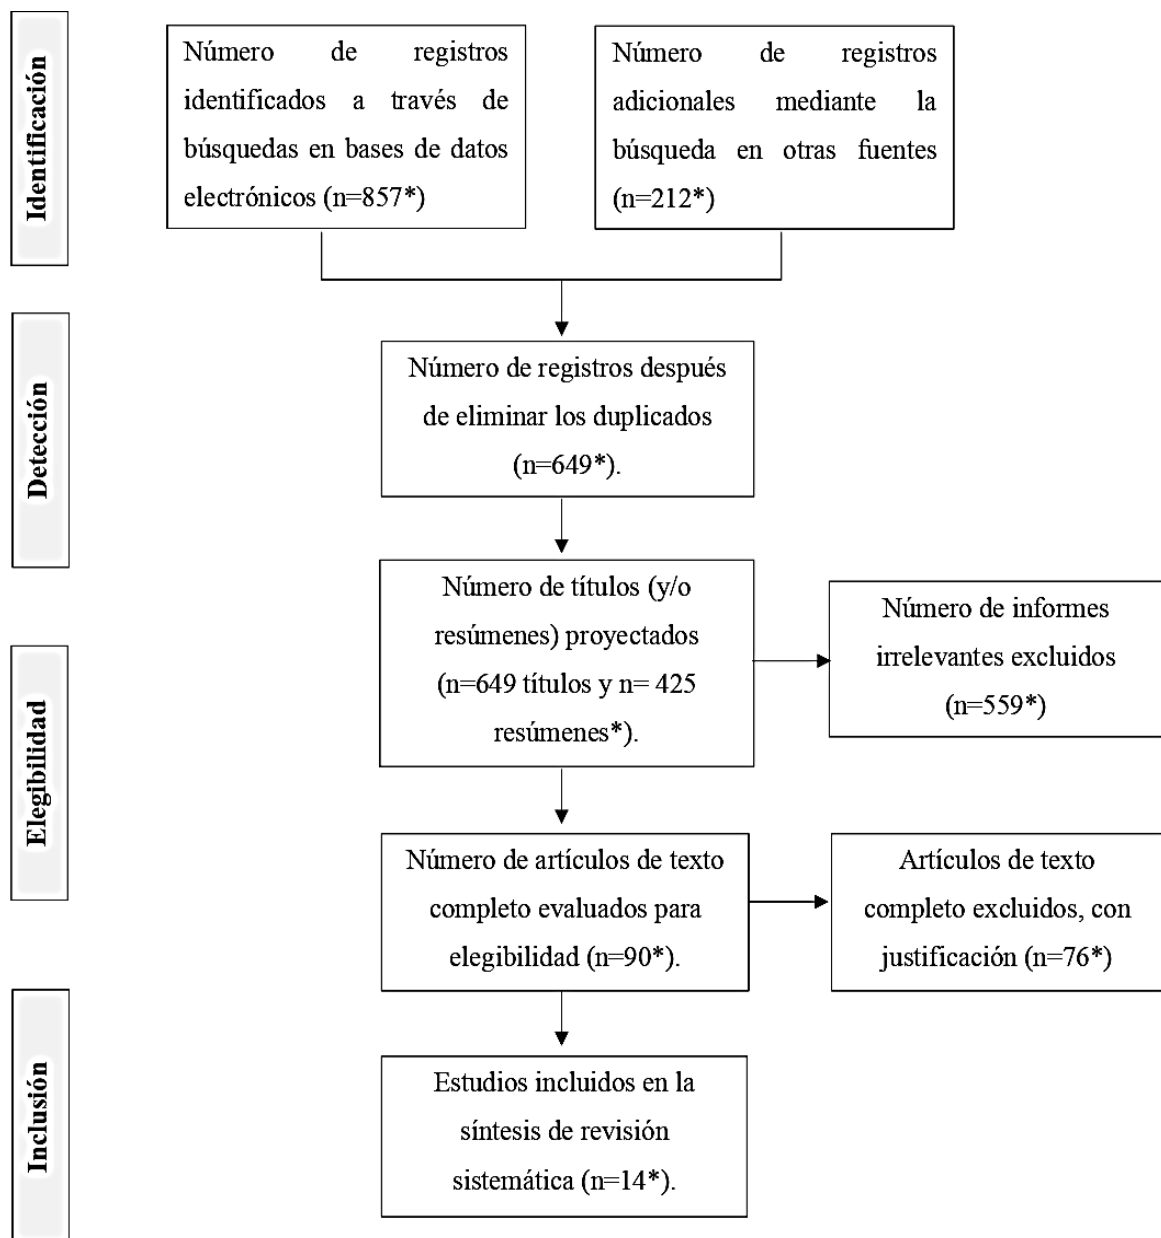 Identificación
Número de registros
identificados a través de
búsquedas en bases de datos
electrónicos (n=857*)
Número de registros
adicionales mediante la
búsqueda en otras fuentes
(n=212*)
Detección
Número de registros después
de eliminar los duplicados
(n=649*).
Número de títulos (y/o
resúmenes) proyectados
(n=649 títulos y n= 425
resúmenes*).
Número de informes
irrelevantes excluidos
(n=559*)
Elegibilidad
Número de artículos de texto
completo evaluados para
elegibilidad (n=90*).
Artículos de texto
completo excluidos, con
justificación (n=76*)
Inclusión
Estudios incluidos en la
síntesis de revisión
sistemática (n=14*).